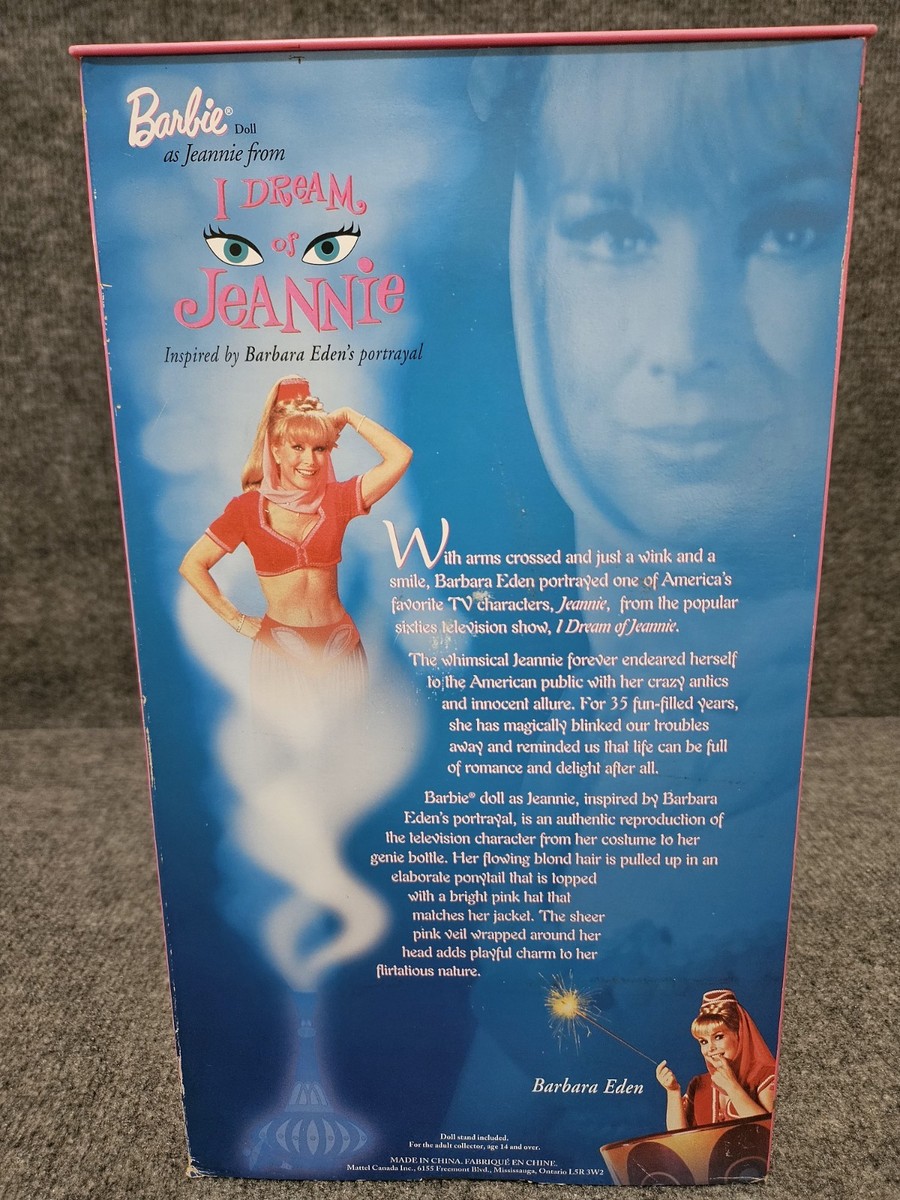 Barbie® Doll
as Jeannie from
I DREAM
of
JEANNIE
Inspired by Barbara Eden's portrayal
With arms crossed and just a wink and a
smile, Barbara Eden portrayed one of America's
favorite TV characters, Jeannie, from the popular
sixties television show, I Dream of Jeannie.
The whimsical Jeannie forever endeared herself
to the American public with her crazy antics
and innocent allure. For 35 fun-filled years,
she has magically blinked our troubles
away and reminded us that life can be full
of romance and delight after all.
Barbie® doll as Jeannie, inspired by Barbara
Eden's portrayal, is an authentic reproduction of
the television character from her costume to her
genie bottle. Her flowing blond hair is pulled up in an
elaborate ponytail that is topped
with a bright pink hat that
matches her jacket. The sheer
pink veil wrapped around her
head adds playful charm to her
flirtatious nature.
Barbara Eden
Doll stand included.
For the adult collector, age 14 and over.
MADE IN CHINA. FABRIQUÉ EN CHINE.
Mattel Canada Inc., 6155 Freemont Blvd., Mississauga, Ontario L5R 3W2